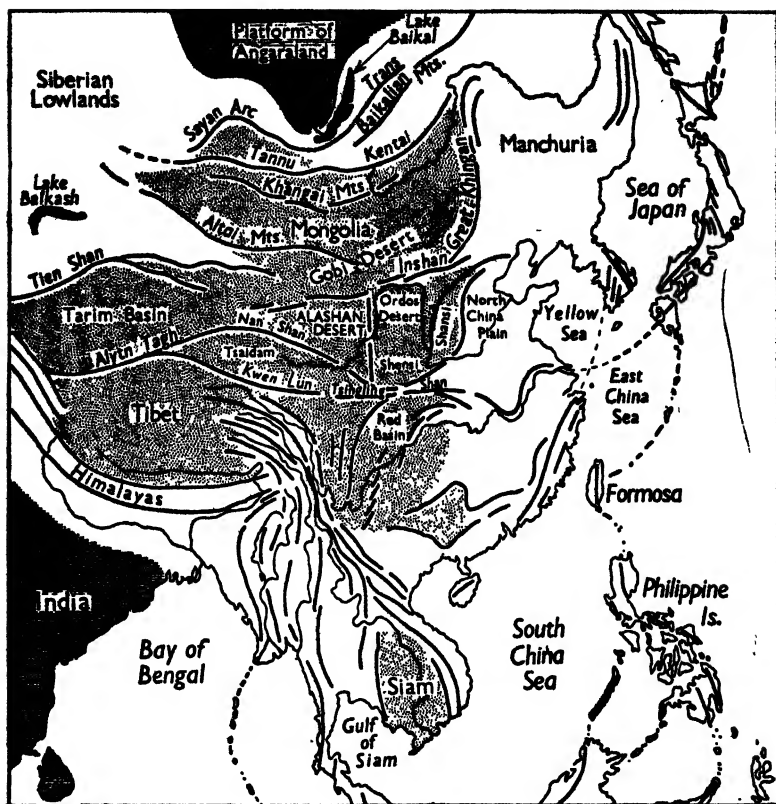 Platform of
Angaraland
Lake
Baikal
Siberian
Lowlands
Trans
Baikalian Mts.
Sayan Arc
Tannu
Kentai
Manchuria
Khangai Mts.
Lake
Balkash
Sea of
Japan
Altai Mts.
Mongolia
Great Khingan
Gobi Desert
Inshan
Tien Shan
Tarim Basin
Nan Shan
ALASHAN
DESERT
Ordos
Desert
Shansi
North
China
Plain
Yellow
Sea
Altyn Tagh
Tsaidam
Shensi
Kwen Lun
Tsingling Shan
East
China
Sea
Tibet
Red
Basin
Himalayas
Formosa
India
Philippine
Is.
Bay of
Bengal
South
China
Sea
Siam
Gulf
of
Siam